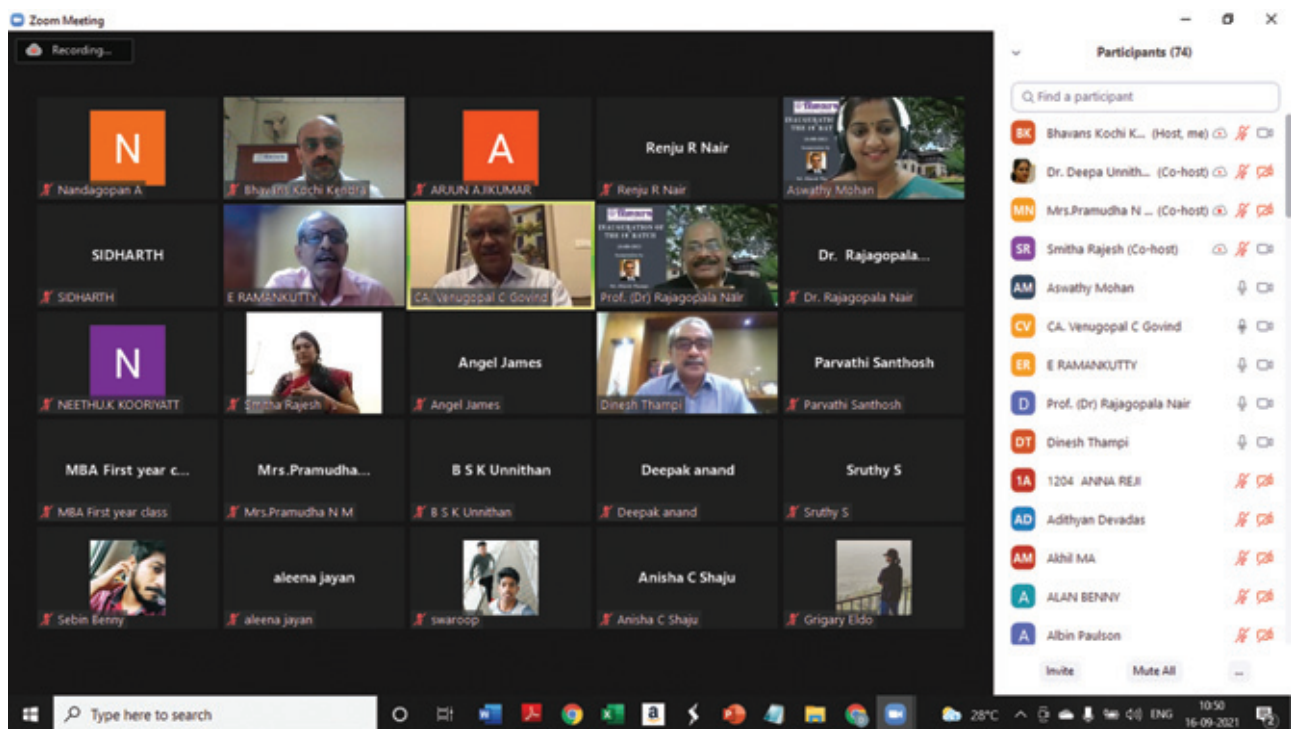 Zoom Meeting
Recording...
Participants (74)
Find a participant
N
A
Renju R Nair
Nandagopan A
Bhavans Kochi Kendra
ARJUN AJIKUMAR
Renju R Nair
Aswathy Mohan
INAUGURATION OF
SIDHARTH
Dr. Rajagopala...
SIDHARTH
E RAMANKUTTY
CA. Venugopal C Govind
Prof. (Dr) Rajagopala Nair
Dr. Rajagopala Nair
N
Angel James
Parvathi Santhosh
NEETHU.K KOORIYATT
Smitha Rajesh
Angel James
Dinesh Thampi
Parvathi Santhosh
MBA First year c...
Mrs.Pramudha...
B S K Unnithan
Deepak anand
Sruthy S
MBA First year class
Mrs.Pramudha N M
B S K Unnithan
Deepak anand
Sruthy S
aleena jayan
Anisha C Shaju
Sebin Benny
aleena jayan
swaroop
Anisha C Shaju
Grigary Eldo
BK Bhavans Kochi K... (Host, me)
Dr. Deepa Unnith... (Co-host)
MN Mrs.Pramudha N ... (Co-host)
SR Smitha Rajesh (Co-host)
AM Aswathy Mohan
CV CA. Venugopal C Govind
ER E RAMANKUTTY
D Prof. (Dr) Rajagopala Nair
DT Dinesh Thampi
1A 1204 ANNA REJI
AD Adithyan Devadas
AM Akhil MA
A ALAN BENNY
A Albin Paulson
Invite
Mute All
...
Type here to search
a
28°C
ENG
10:50
16-09-2021
2